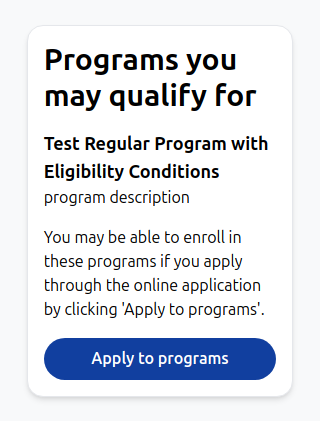 Programs you
may qualify for
Test Regular Program with
Eligibility Conditions
program description
You may be able to enroll in
these programs if you apply
through the online application
by clicking 'Apply to programs'.
Apply to programs